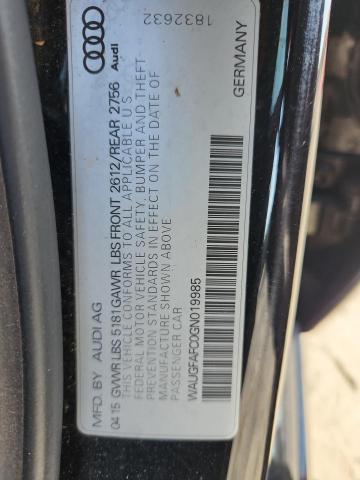 Audi
1832632
GERMANY
MFD. BY AUDI AG
04 15 GVWR LBS 5181 GAWR LBS FRONT 2612/REAR 2756
THIS VEHICLE CONFORMS TO ALL APPLICABLE U S
FEDERAL MOTOR VEHICLE SAFETY, BUMPER AND THEFT
PREVENTION STANDARDS IN EFFECT ON THE DATE OF
MANUFACTURE SHOWN ABOVE
PASSENGER CAR
WAUGFAFC0GN019985